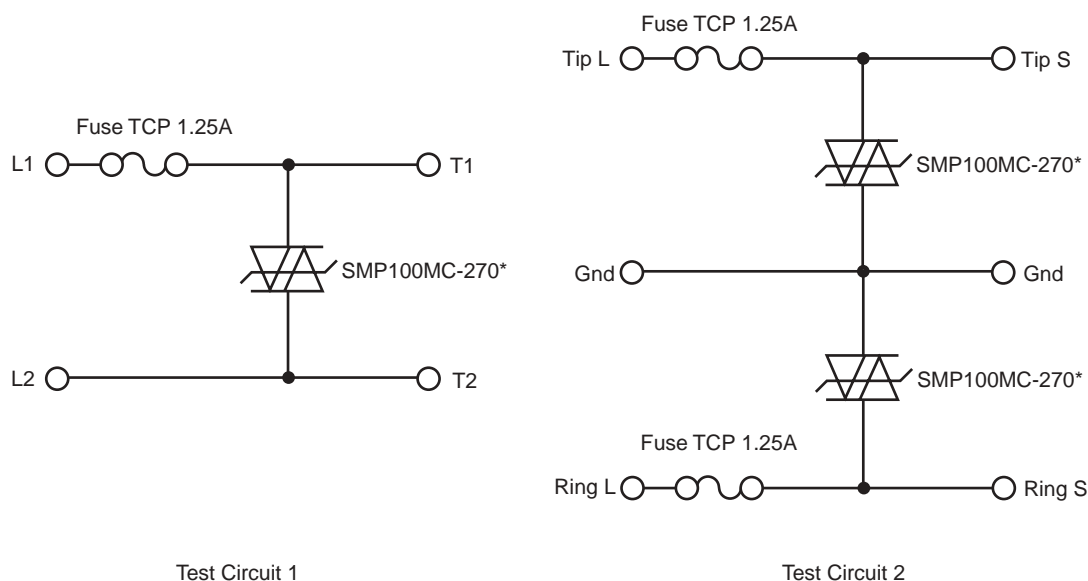 Fuse TCP 1.25A
L1
T1
SMP100MC-270*
L2
T2
Test Circuit 1
Fuse TCP 1.25A
Tip L
Tip S
SMP100MC-270*
Gnd
Gnd
SMP100MC-270*
Fuse TCP 1.25A
Ring L
Ring S
Test Circuit 2